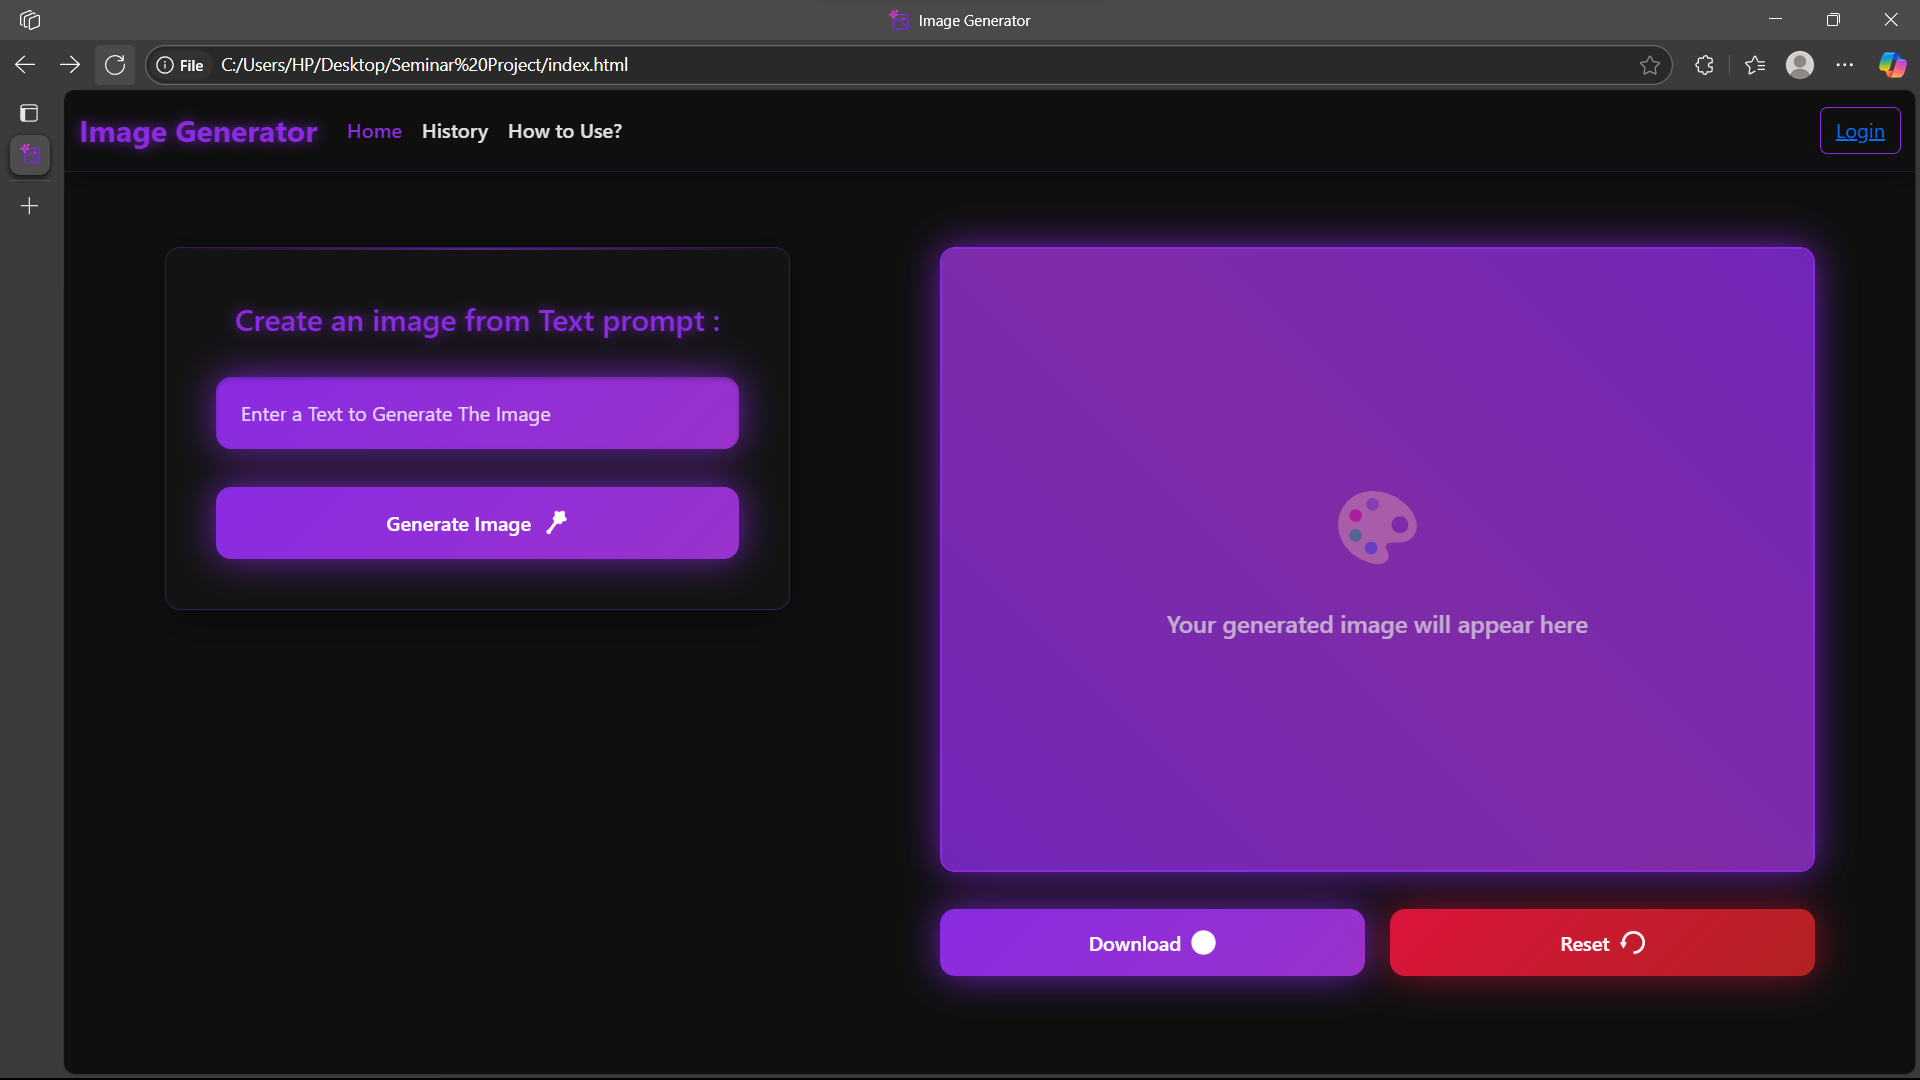 Image Generator
File C:/Users/HP/Desktop/Seminar%20Project/index.html
Image Generator Home History How to Use? Login
Create an image from Text prompt :
Enter a Text to Generate The Image
Generate Image
Your generated image will appear here
Download
Reset